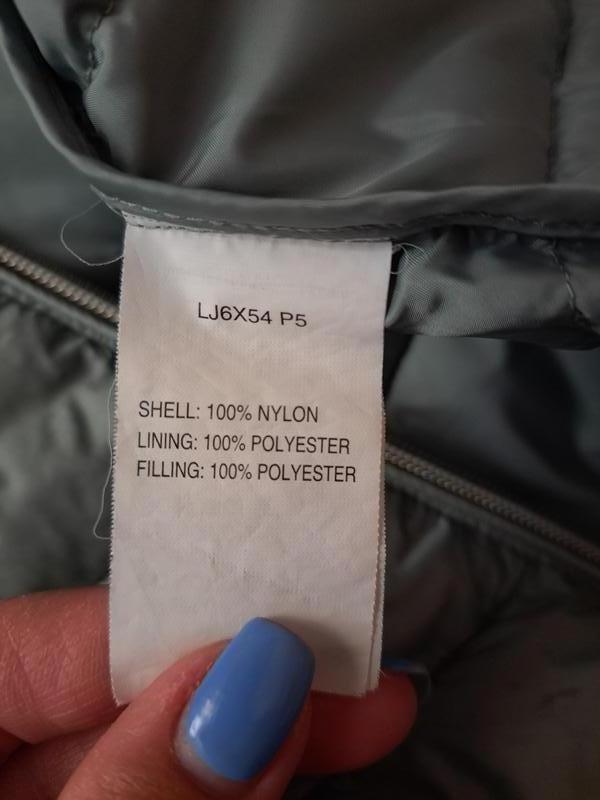 LJ6X54 P5
SHELL: 100% NYLON
LINING: 100% POLYESTER
FILLING: 100% POLYESTER